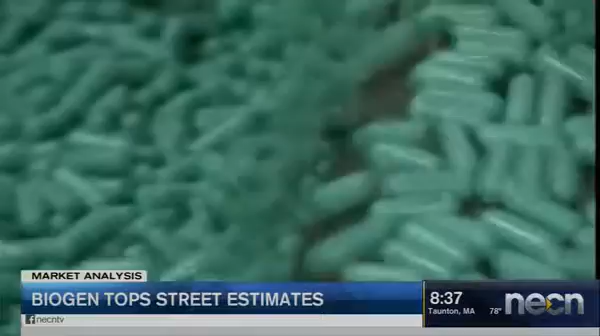 MARKET ANALYSIS
BIOGEN TOPS STREET ESTIMATES
necntv
8:37
Taunton, MA 78°
necn